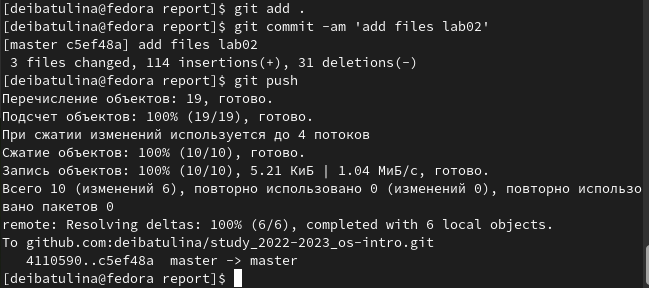 [deibatulina@fedora report]$ git add .
[deibatulina@fedora report]$ git commit -am 'add files lab02'
[master c5ef48a] add files lab02
 3 files changed, 114 insertions(+), 31 deletions(-)
[deibatulina@fedora report]$ git push
Перечисление объектов: 19, готово.
Подсчет объектов: 100% (19/19), готово.
При сжатии изменений используется до 4 потоков
Сжатие объектов: 100% (10/10), готово.
Запись объектов: 100% (10/10), 5.21 КиБ | 1.04 МиБ/с, готово.
Всего 10 (изменений 6), повторно использовано 0 (изменений 0), повторно использо
вано пакетов 0
remote: Resolving deltas: 100% (6/6), completed with 6 local objects.
To github.com:deibatulina/study_2022-2023_os-intro.git
   4110590..c5ef48a  master -> master
[deibatulina@fedora report]$